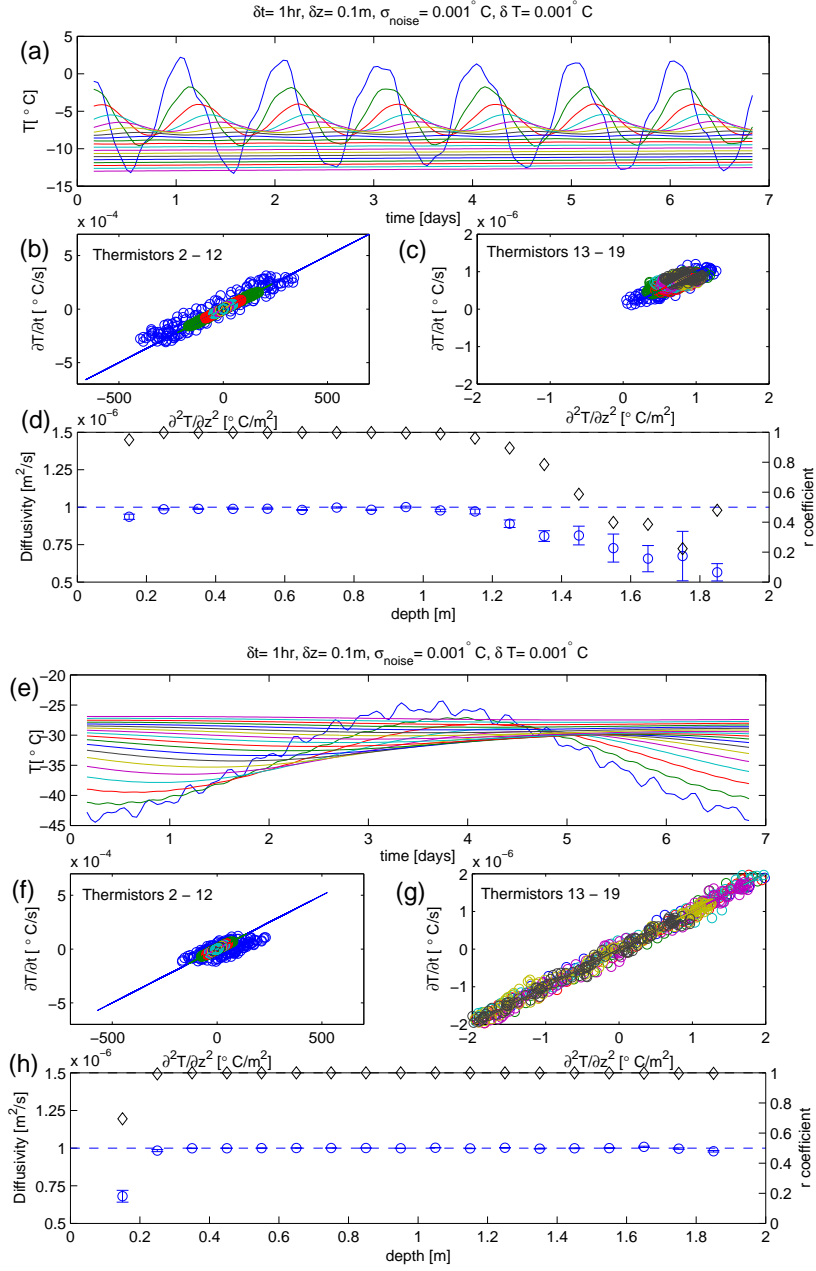 δt= 1hr, δz= 0.1m, σnoise= 0.001° C, δ T= 0.001° C
(a)
T[ ° C]
5
0
−5
−10
−15
0 1 2 3 4 5 6 7
time [days]
(b)
x 10−4
Thermistors 2 − 12
∂T/∂t [ ° C/s]
5
0
−5
−500 0 500
∂2T/∂z2 [° C/m2]
(c)
x 10−6
Thermistors 13 − 19
∂T/∂t [ ° C/s]
2
1
0
−1
−2
−2 −1 0 1 2
∂2T/∂z2 [° C/m2]
(d)
x 10−6
Diffusivity [m2/s]
1.5
1.25
1
0.75
0.5
1
0.8
0.6
0.4
0.2
0
r coefficient
0 0.2 0.4 0.6 0.8 1 1.2 1.4 1.6 1.8 2
depth [m]
δt= 1hr, δz= 0.1m, σnoise= 0.001° C, δ T= 0.001° C
(e)
T[ ° C]
−20
−25
−30
−35
−40
−45
0 1 2 3 4 5 6 7
time [days]
(f)
x 10−4
Thermistors 2 − 12
∂T/∂t [ ° C/s]
5
0
−5
−500 0 500
∂2T/∂z2 [° C/m2]
(g)
x 10−6
Thermistors 13 − 19
∂T/∂t [ ° C/s]
2
1
0
−1
−2
−2 −1 0 1 2
∂2T/∂z2 [° C/m2]
(h)
x 10−6
Diffusivity [m2/s]
1.5
1.25
1
0.75
0.5
1
0.8
0.6
0.4
0.2
0
r coefficient
0 0.2 0.4 0.6 0.8 1 1.2 1.4 1.6 1.8 2
depth [m]